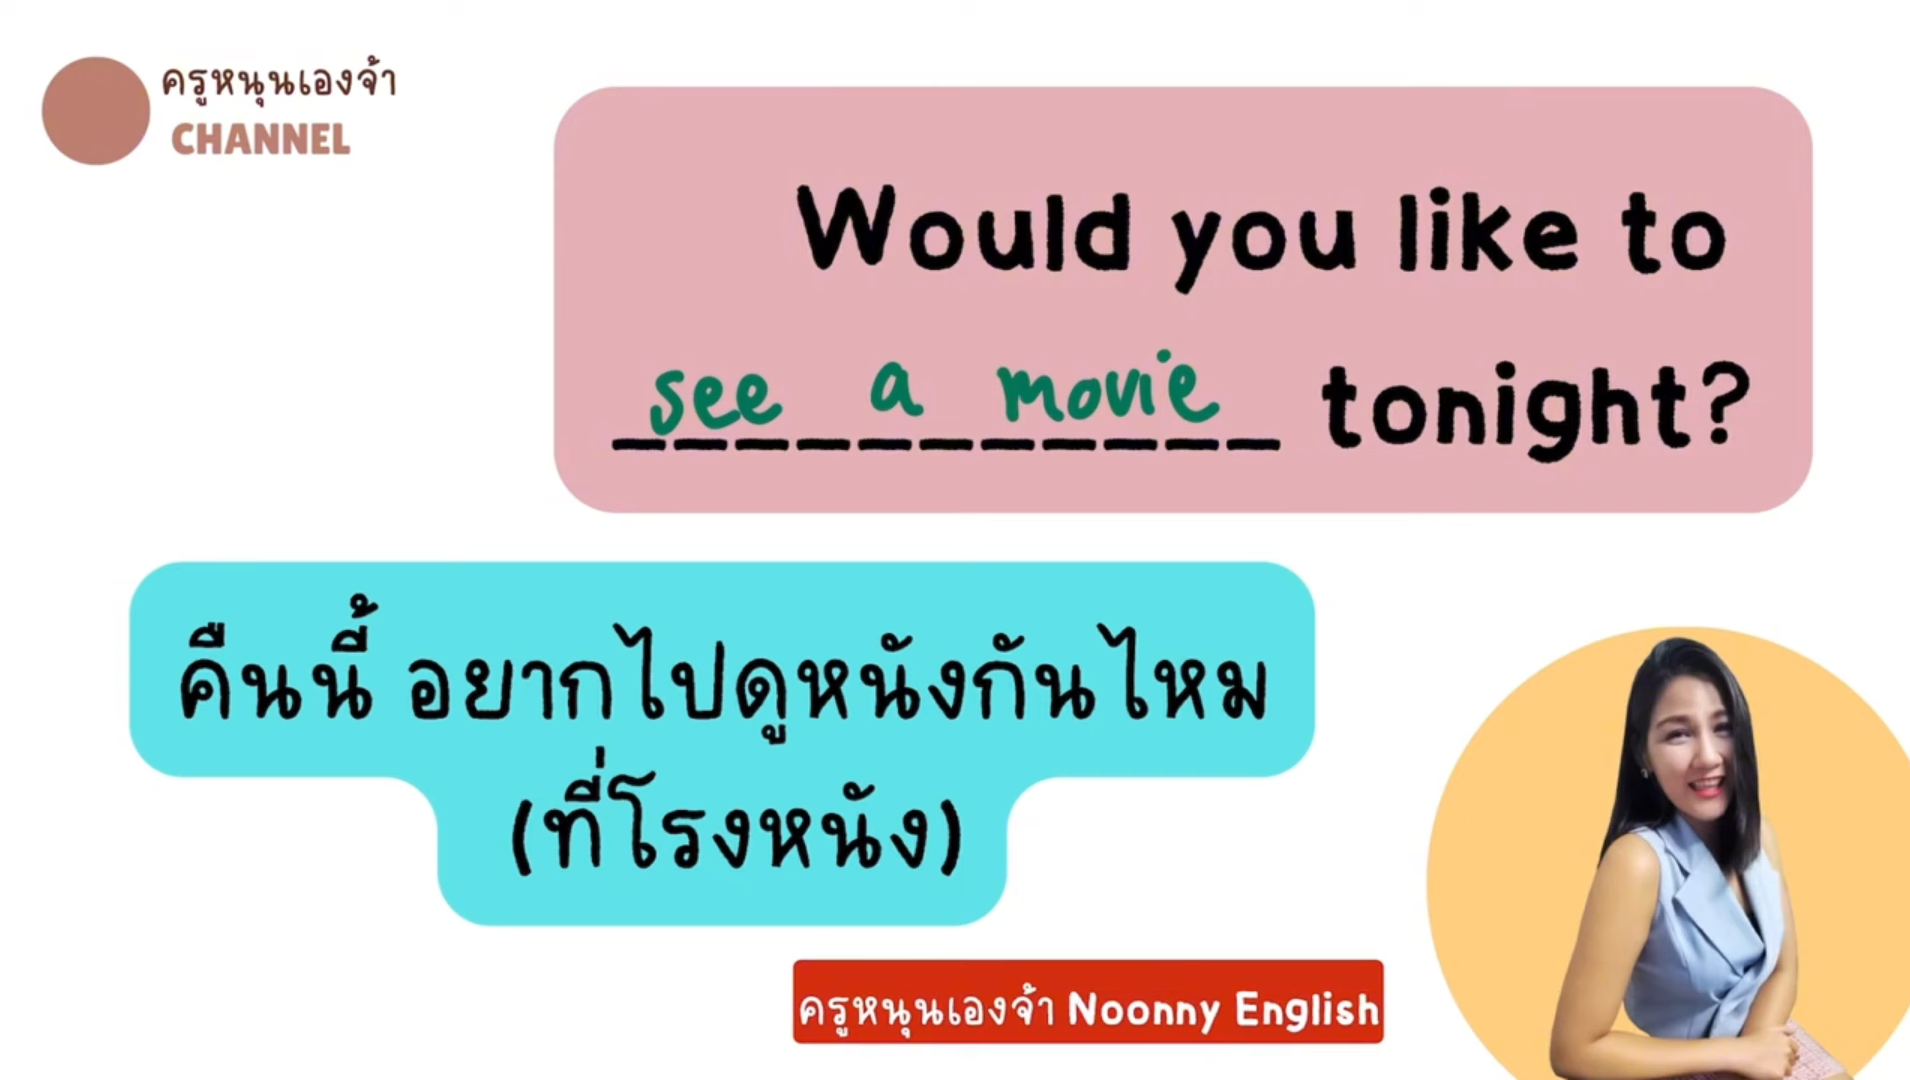 ครูหนุนเองจ้า
CHANNEL
Would you like to
see a movie tonight?
คืนนี้ อยากไปดูหนังกันไหม
(ที่โรงหนัง)
ครูหนุนเองจ้า Noonny English